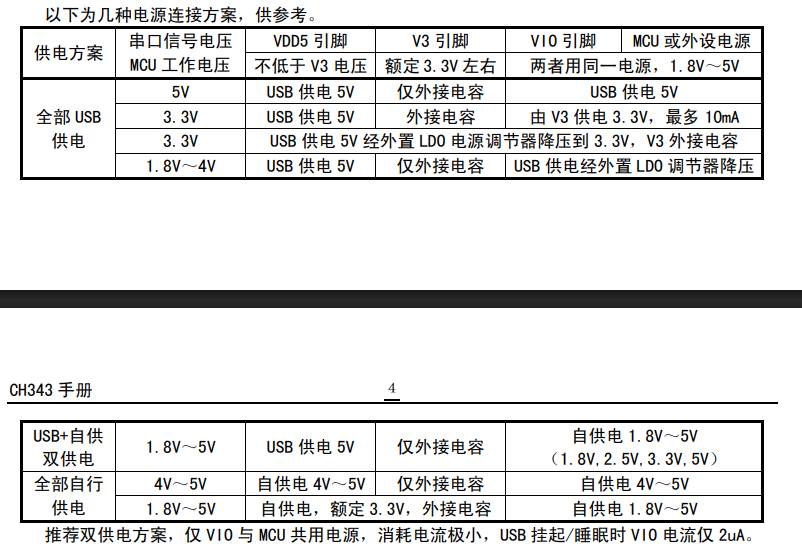 以下为几种电源连接方案，供参考。
供电方案 串口信号电压 MCU 工作电压 VDD5 引脚 V3 引脚 VIO 引脚 MCU 或外设电源
不低于 V3 电压 额定 3.3V 左右 两者用同一电源，1.8V～5V
全部 USB 供电 5V USB 供电 5V 仅外接电容 USB 供电 5V
3.3V USB 供电 5V 外接电容 由 V3 供电 3.3V，最多 10mA
3.3V USB 供电 5V 经外置 LDO 电源调节器降压到 3.3V，V3 外接电容
1.8V～4V USB 供电 5V 仅外接电容 USB 供电经外置 LDO 调节器降压
CH343 手册 4
USB+自供双供电 1.8V～5V USB 供电 5V 仅外接电容 自供电 1.8V～5V
（1.8V,2.5V,3.3V,5V）
全部自行供电 4V～5V 自供电 4V～5V 仅外接电容 自供电 4V～5V
1.8V～5V 自供电，额定 3.3V，外接电容 自供电 1.8V～5V
推荐双供电方案，仅 VIO 与 MCU 共用电源，消耗电流极小，USB 挂起/睡眠时 VIO 电流仅 2uA。